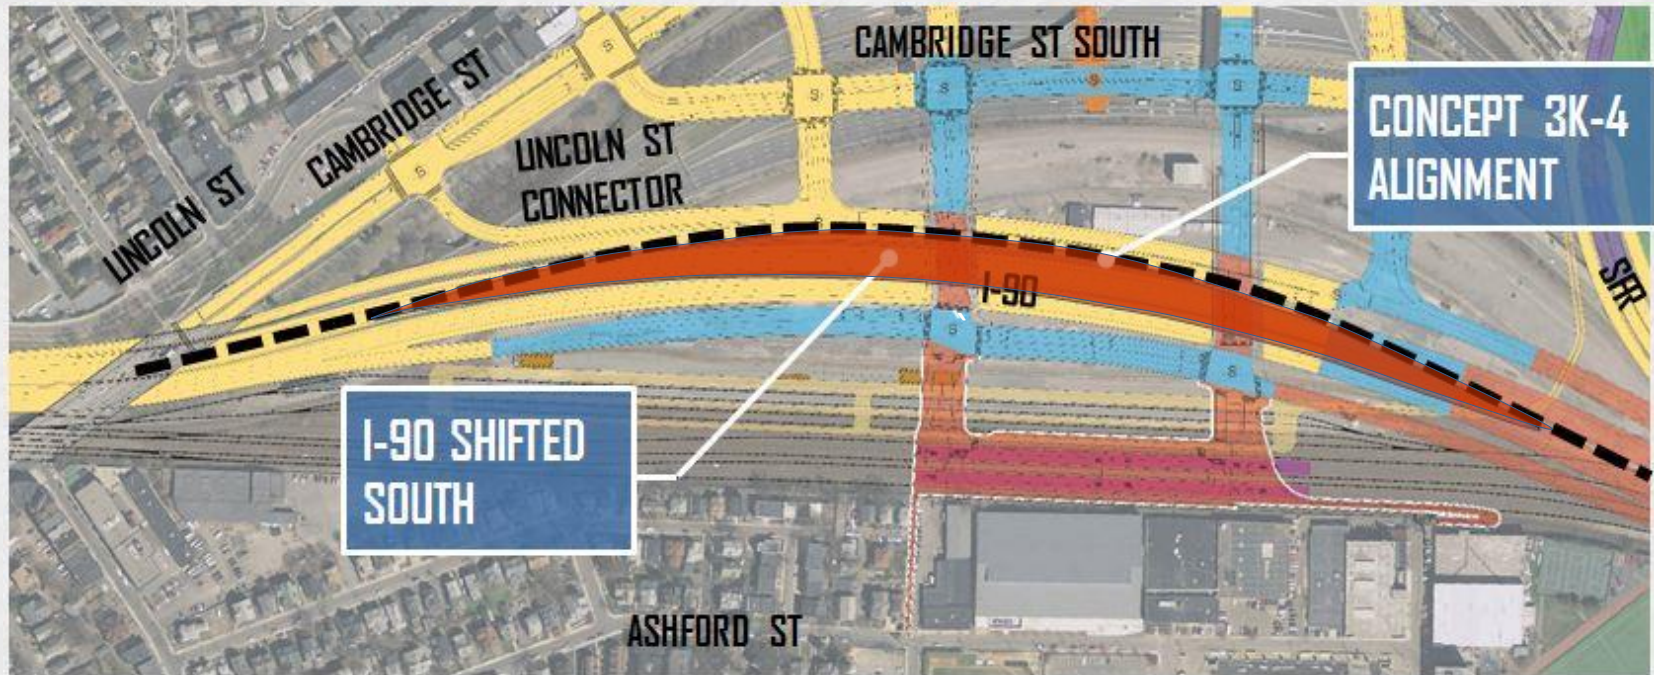 CAMBRIDGE ST SOUTH
CAMBRIDGE ST
LINCOLN ST
LINCOLN ST
CONNECTOR
CONCEPT 3K-4
ALIGNMENT
I-90
SFR
I-90 SHIFTED
SOUTH
ASHFORD ST
S
S
S
S
S
S
S
S
S